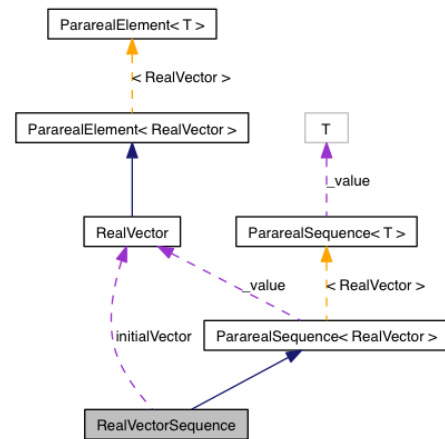 PararealElement< T >
< RealVector >
PararealElement< RealVector >
T
_value
RealVector
PararealSequence< T >
_value
< RealVector >
initialVector
PararealSequence< RealVector >
RealVectorSequence